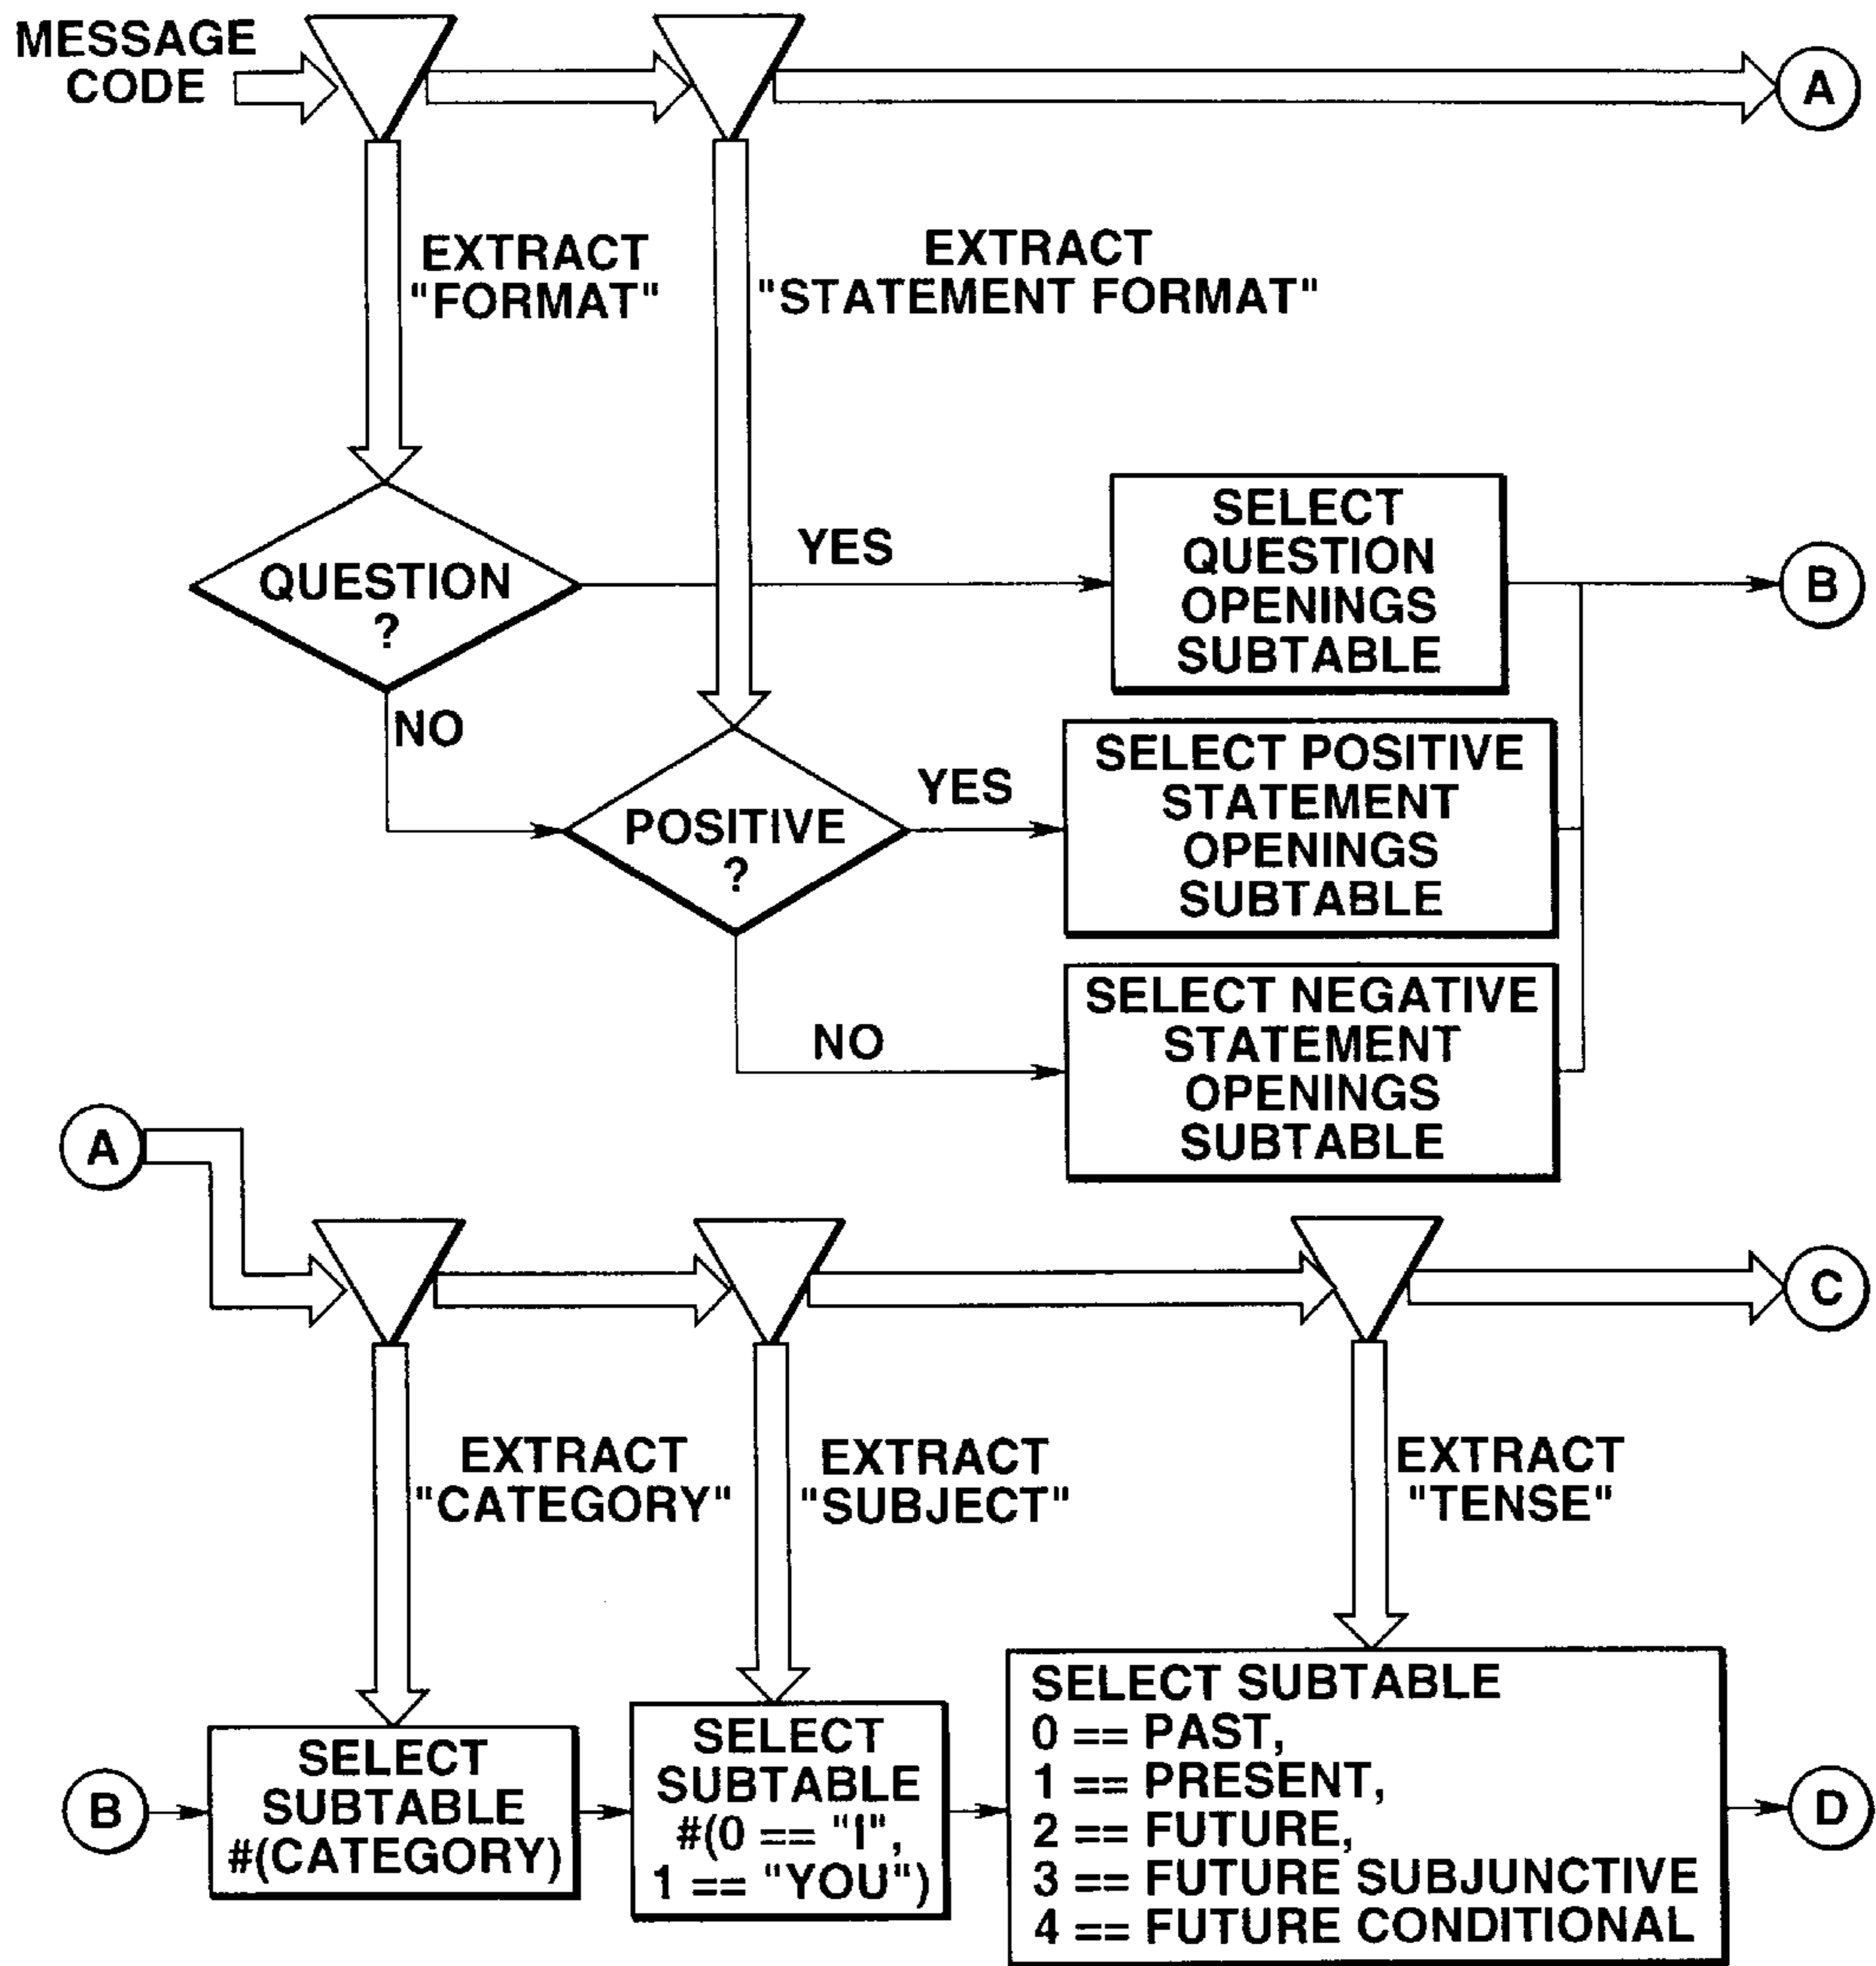 MESSAGE
CODE
A
EXTRACT
"FORMAT"
EXTRACT
"STATEMENT FORMAT"
QUESTION
?
YES
SELECT
QUESTION
OPENINGS
SUBTABLE
B
NO
POSITIVE
?
YES
SELECT POSITIVE
STATEMENT
OPENINGS
SUBTABLE
NO
SELECT NEGATIVE
STATEMENT
OPENINGS
SUBTABLE
A
C
EXTRACT
"CATEGORY"
EXTRACT
"SUBJECT"
EXTRACT
"TENSE"
B
SELECT
SUBTABLE
#(CATEGORY)
SELECT
SUBTABLE
#(0 == "I",
1 == "YOU")
SELECT SUBTABLE
0 == PAST,
1 == PRESENT,
2 == FUTURE,
3 == FUTURE SUBJUNCTIVE
4 == FUTURE CONDITIONAL
D